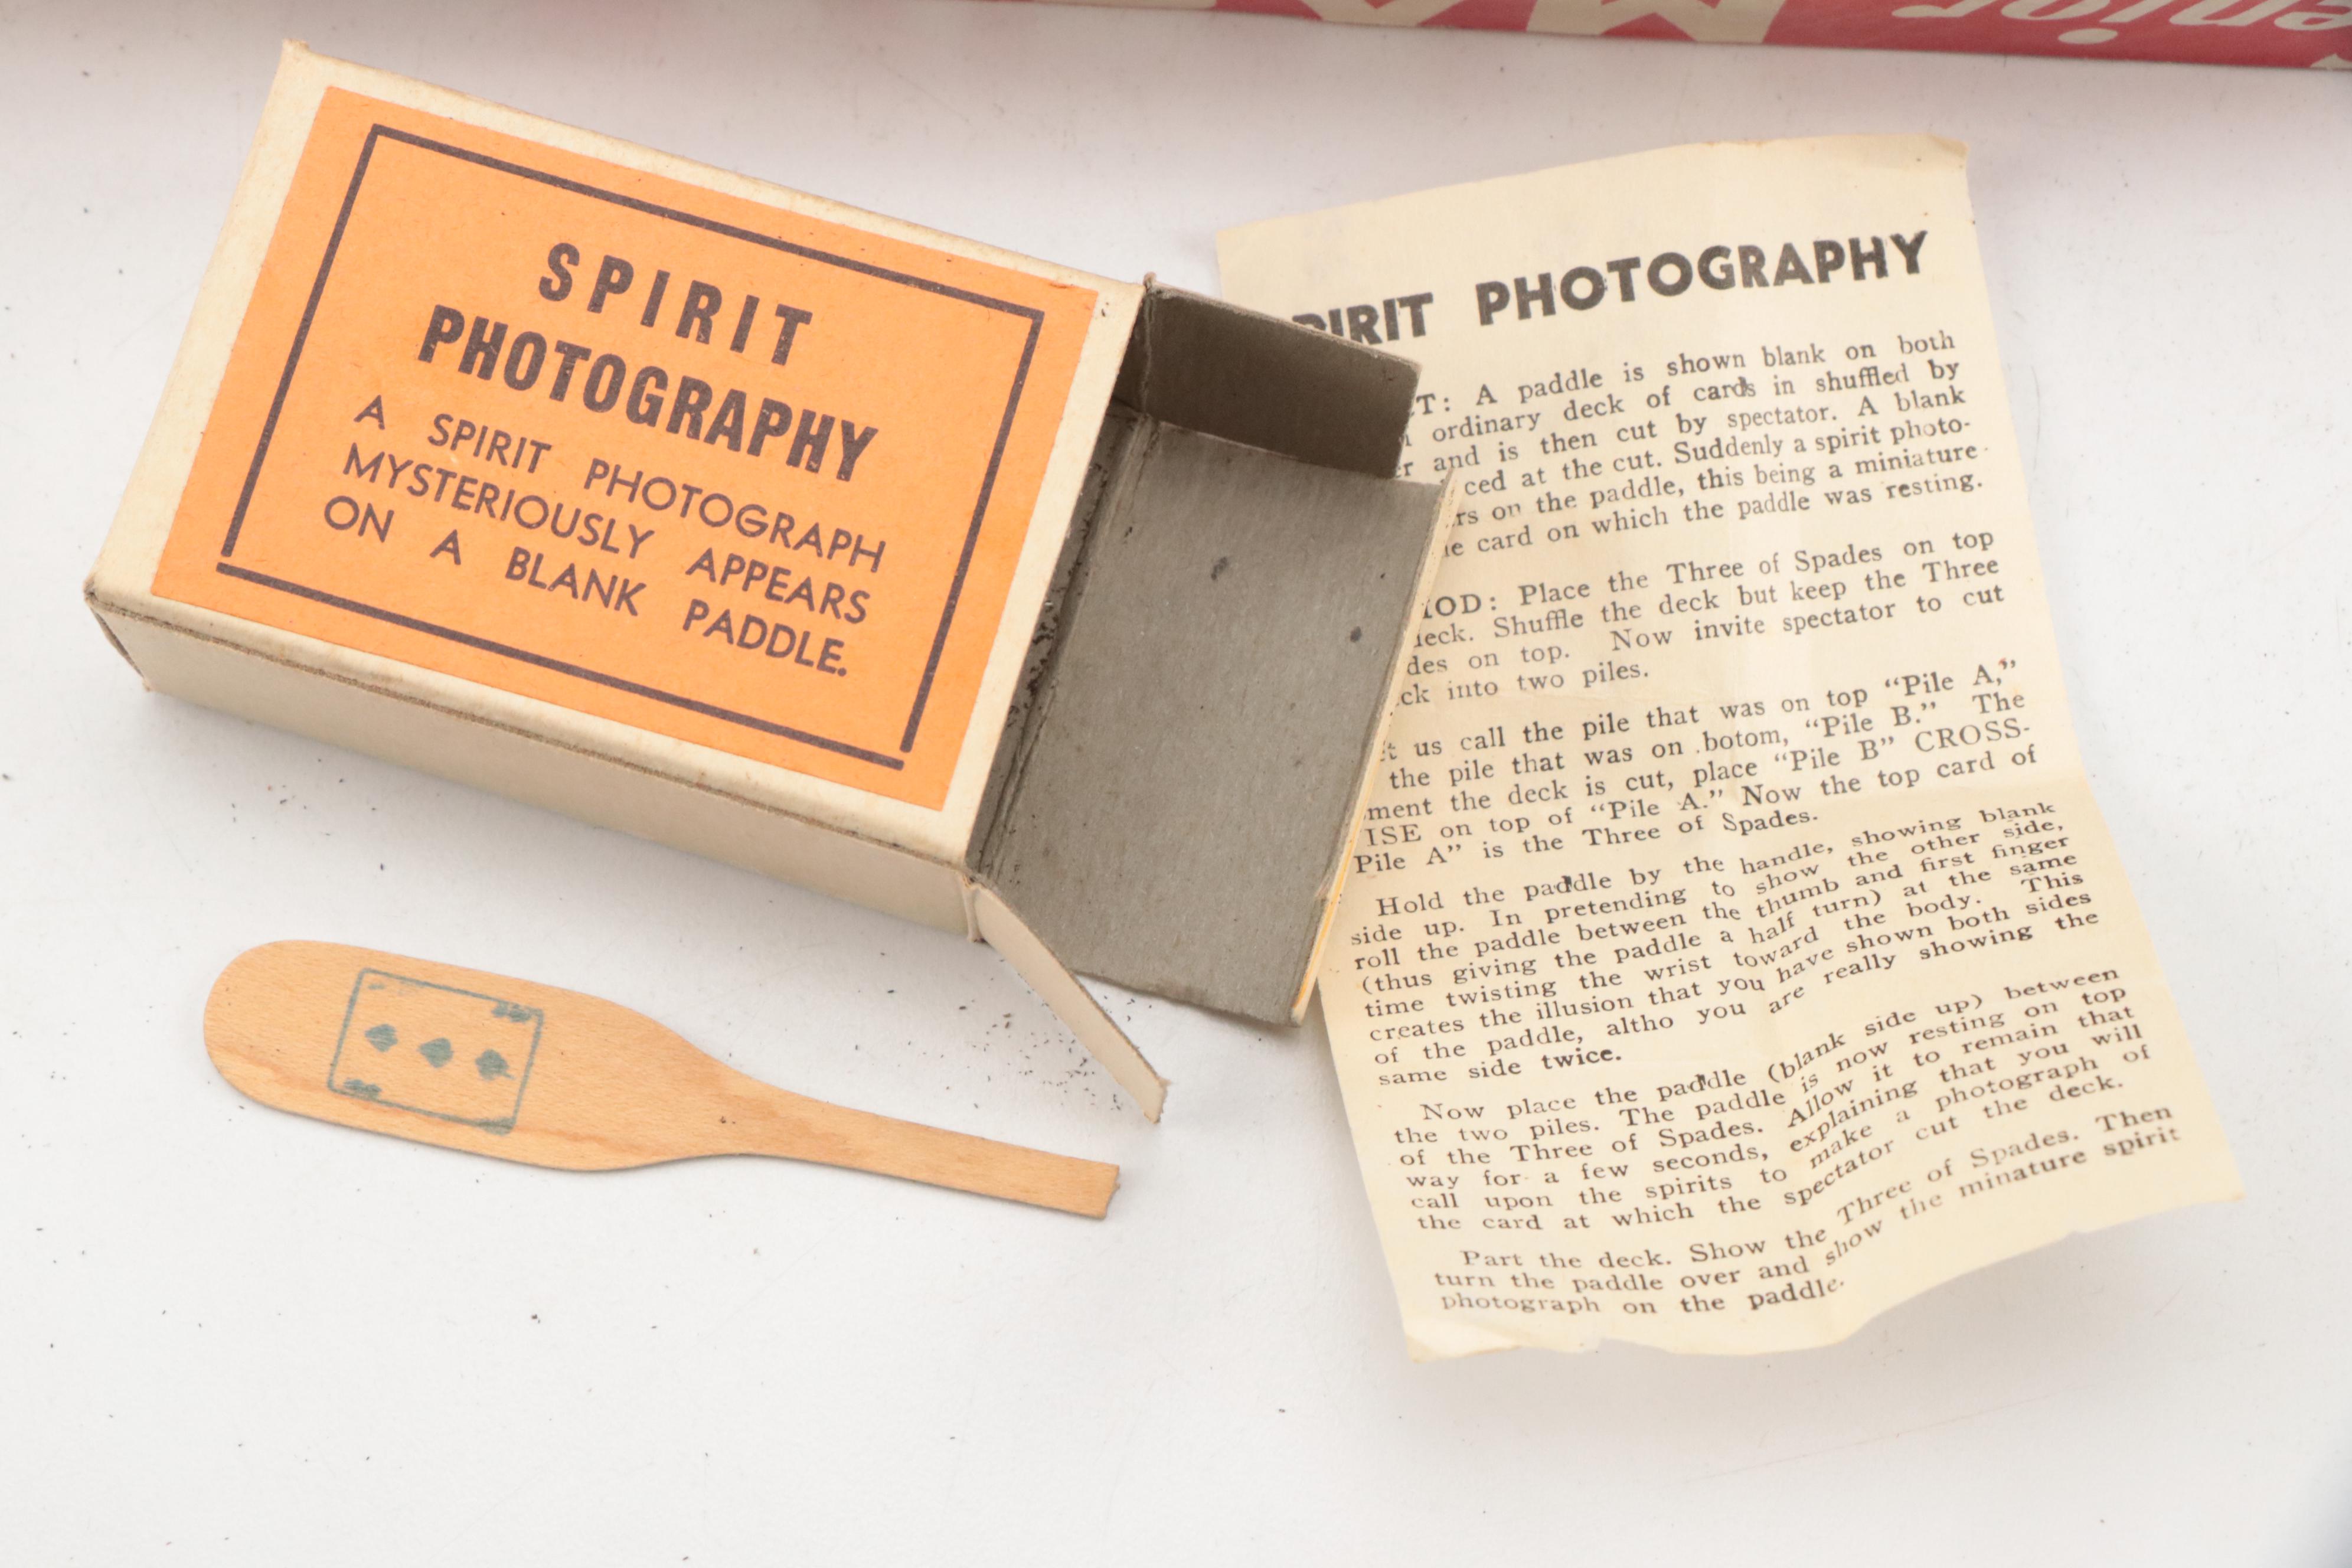 enior
MA
SPIRIT
PHOTOGRAPHY
A SPIRIT PHOTOGRAPH
MYSTERIOUSLY APPEARS
ON A BLANK PADDLE.
PIRIT PHOTOGRAPHY
CT: A paddle is shown blank on both
ordinary deck of cards in shuffled by
er and is then cut by spectator. A blank
ced at the cut. Suddenly a spirit photo-
rs on the paddle, this being a miniature
e card on which the paddle was resting.
OD: Place the Three of Spades on top
deck. Shuffle the deck but keep the Three
des on top. Now invite spectator to cut
ck into two piles.
t us call the pile that was on top "Pile A,"
the pile that was on botom, "Pile B." The
ment the deck is cut, place "Pile B" CROSS-
ISE on top of "Pile A." Now the top card of
Pile A" is the Three of Spades.
Hold the paddle by the handle, showing blank
side up. In pretending to show the other side,
roll the paddle between the thumb and first finger
(thus giving the paddle a half turn) at the same
time twisting the wrist toward the body. This
creates the illusion that you have shown both sides
of the paddle, altho you are really showing the
same side twice.
Now place the paddle (blank side up) between
the two piles. The paddle is now resting on top
of the Three of Spades. Allow it to remain that
way for a few seconds, explaining that you will
call upon the spirits to make a photograph of
the card at which the spectator cut the deck.
Part the deck. Show the Three of Spades. Then
turn the paddle over and show the minature spirit
photograph on the paddle.